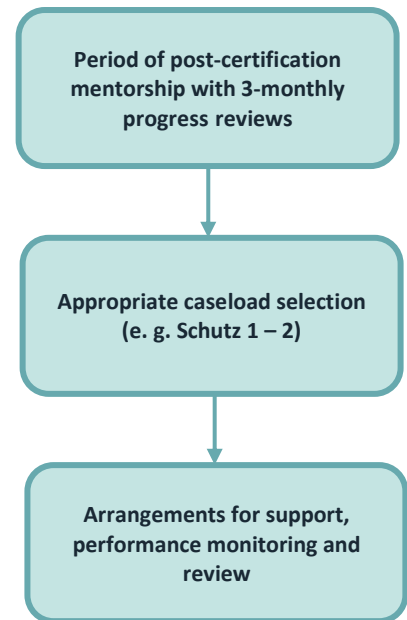 Period of post-certification
mentorship with 3-monthly
progress reviews
Appropriate caseload selection
(e. g. Schutz 1 – 2)
Arrangements for support,
performance monitoring and
review